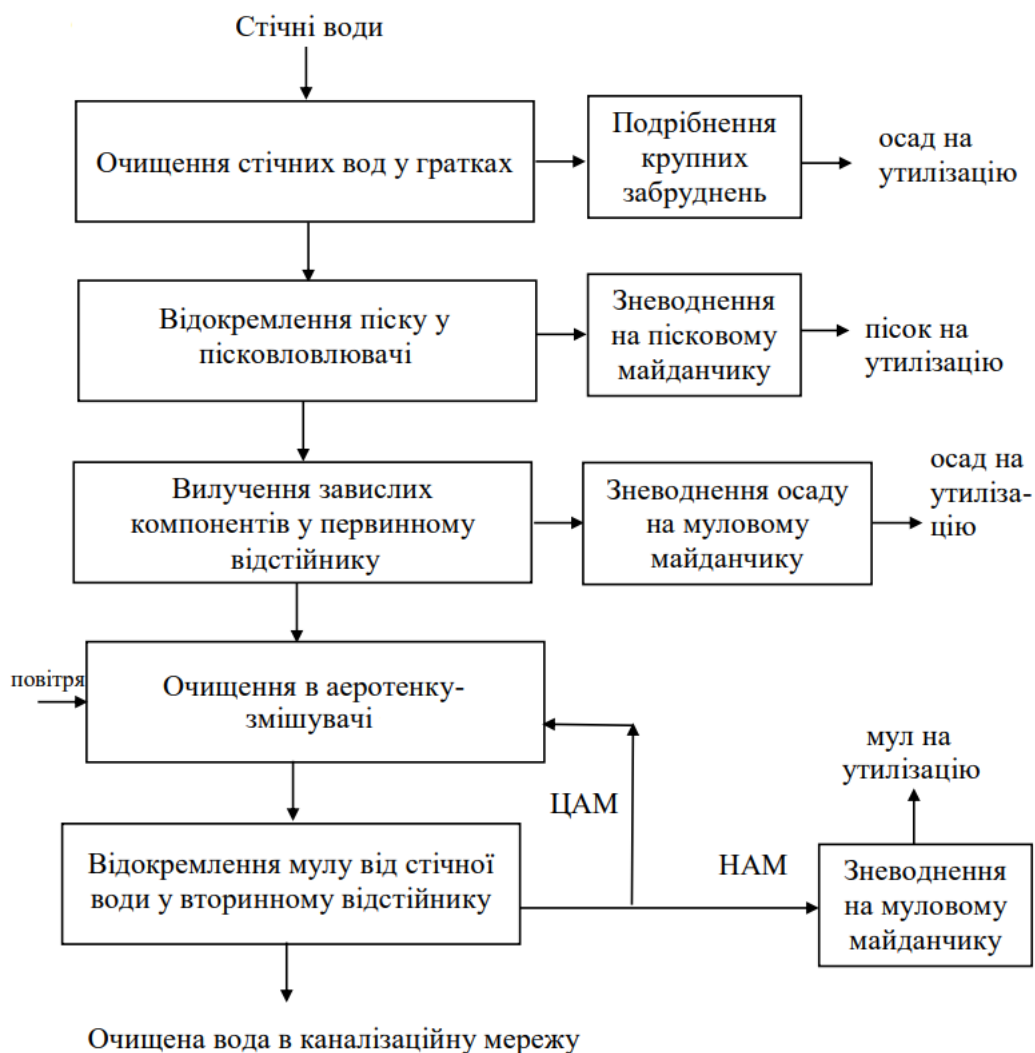 Стічні води
Очищення стічних вод у гратках
Подрібнення
крупних
забруднень
осад на
утилізацію
Відокремлення піску у
пісковловлювачі
Зневоднення
на пісковому
майданчику
пісок на
утилізацію
Вилучення завислих
компонентів у первинному
відстійнику
Зневоднення осаду
на муловому
майданчику
осад на
утиліза-
цію
повітря
Очищення в аеротенку-
змішувачі
ЦАМ
мул на
утилізацію
Відокремлення мулу від стічної
води у вторинному відстійнику
НАМ
Зневоднення
на муловому
майданчику
Очищена вода в каналізаційну мережу